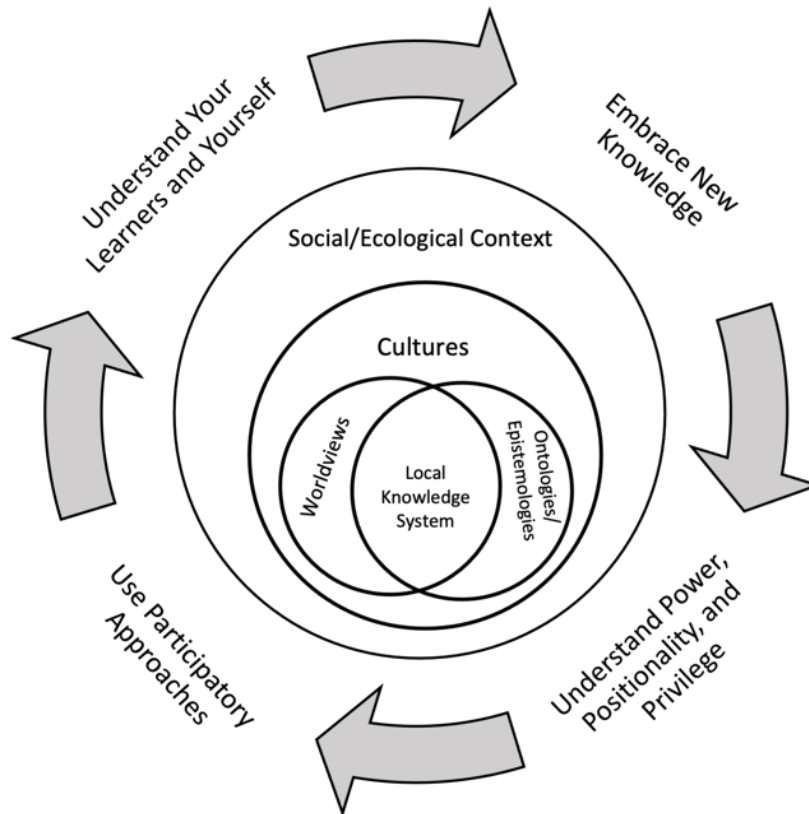 Understand Your
Learners and Yourself
Embrace New
Knowledge
Social/Ecological Context
Cultures
Worldviews
Local
Knowledge
System
Ontologies/
Epistemologies
Use Participatory
Approaches
Understand Power,
Positionality, and
Privilege